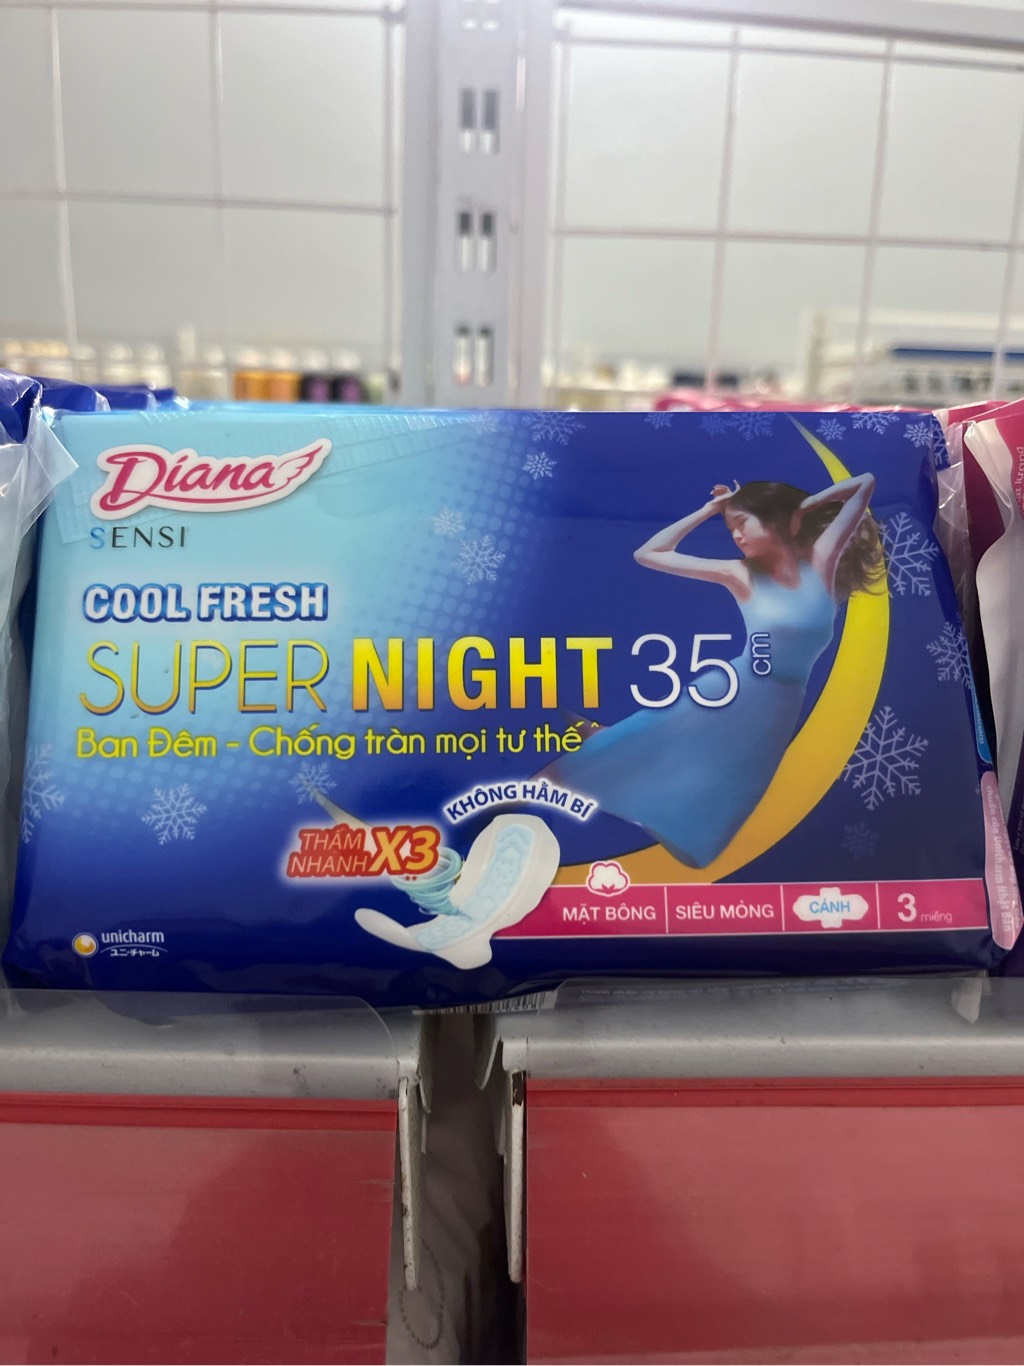 Diana
SENSI
COOL FRESH
SUPER NIGHT 35 cm
Ban Đêm - Chống tràn mọi tư thế
KHÔNG HẦM BÍ
THẤM
NHANH X3
MẶT BÔNG SIÊU MỎNG CÁNH 3 miếng
unicharm
ユニ・チャーム